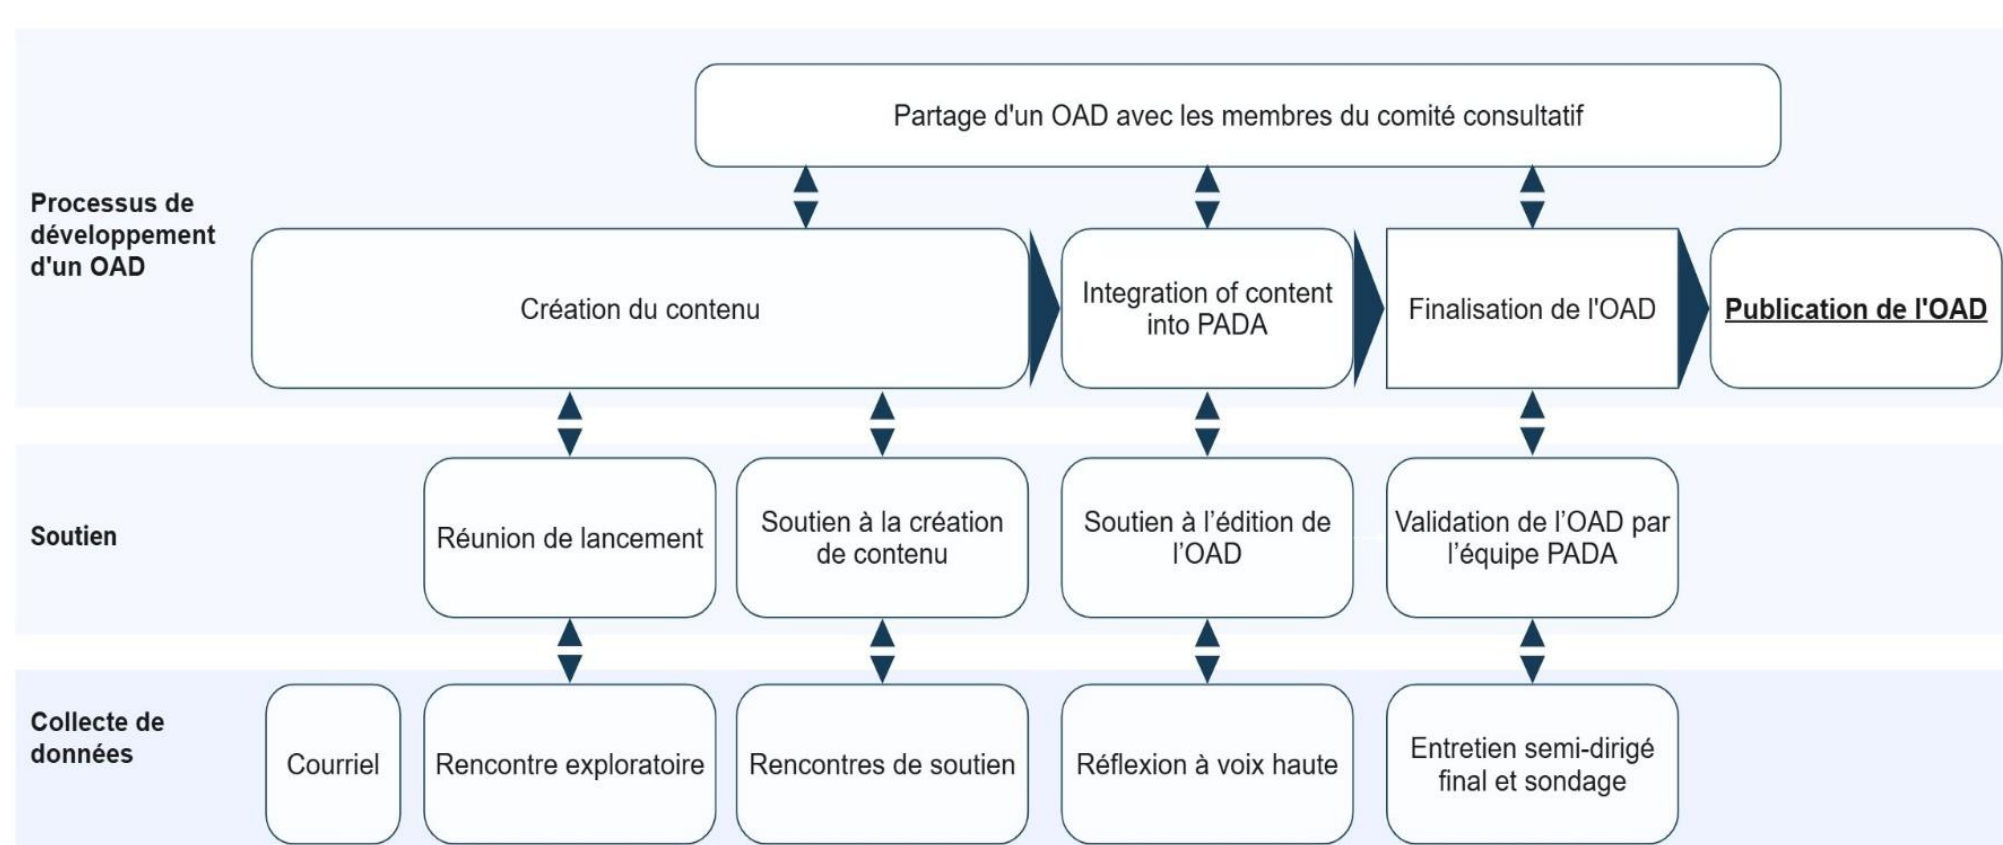 Partage d'un OAD avec les membres du comité consultatif
Processus de
développement
d'un OAD
Création du contenu
Integration of content
into PADA
Finalisation de l'OAD
Publication de l'OAD
Soutien
Réunion de lancement
Soutien à la création
de contenu
Soutien à l’édition de
l’OAD
Validation de l’OAD par
l’équipe PADA
Collecte de
données
Courriel
Rencontre exploratoire
Rencontres de soutien
Réflexion à voix haute
Entretien semi-dirigé
final et sondage